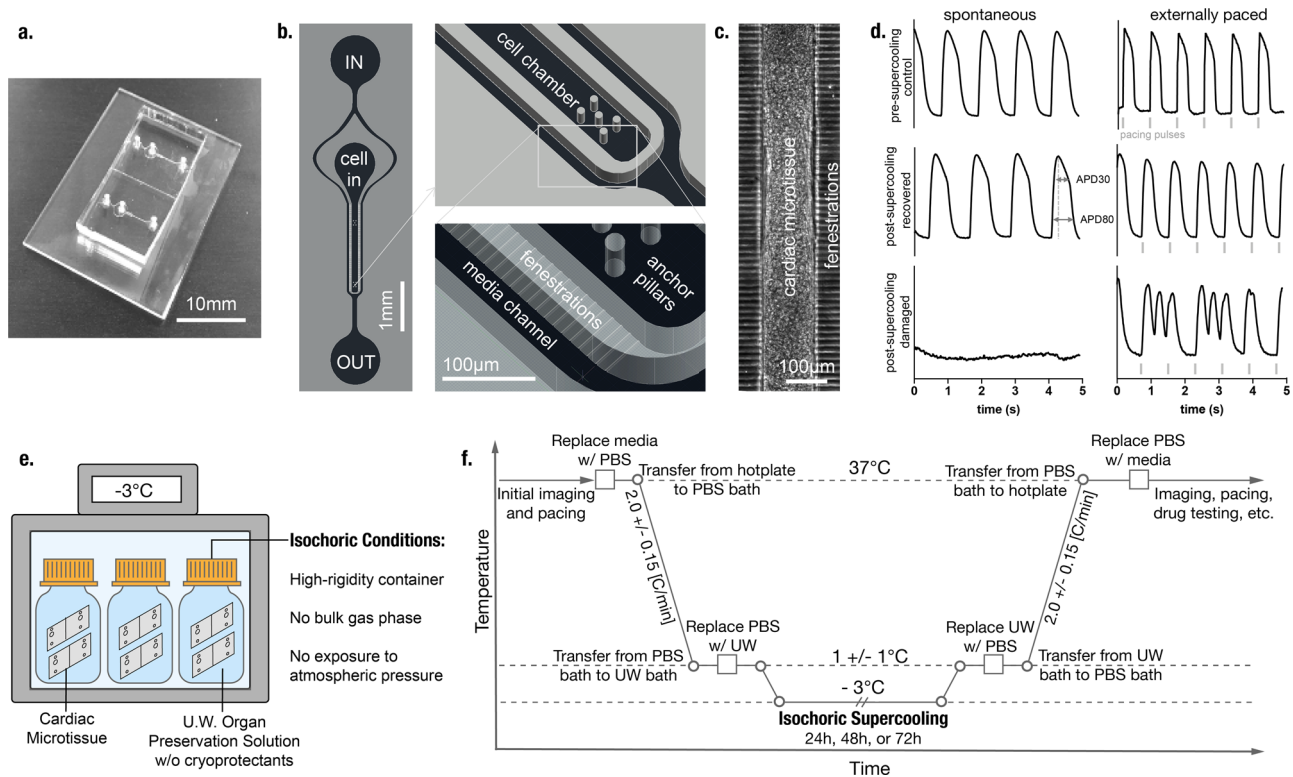 a.
10mm
b.
IN
cell
in
1mm
OUT
cell chamber
fenestrations
media channel
anchor
pillars
100µm
c.
cardiac microtissue
fenestrations
100µm
d.
spontaneous
externally paced
pre-supercooling
control
pacing pulses
post-supercooling
recovered
APD30
APD80
post-supercooling
damaged
0 1 2 3 4 5
time (s)
0 1 2 3 4 5
time (s)
e.
-3°C
Isochoric Conditions:
High-rigidity container
No bulk gas phase
No exposure to
atmospheric pressure
Cardiac
Microtissue
U.W. Organ
Preservation Solution
w/o cryoprotectants
f.
Temperature
Replace media
w/ PBS
Initial imaging
and pacing
Transfer from hotplate
to PBS bath
37°C
Transfer from PBS
bath to hotplate
Replace PBS
w/ media
Imaging, pacing,
drug testing, etc.
2.0 +/- 0.15 [C/min]
2.0 +/- 0.15 [C/min]
Transfer from PBS
bath to UW bath
Replace PBS
w/ UW
1 +/- 1°C
Replace UW
w/ PBS
Transfer from UW
bath to PBS bath
- 3°C
Isochoric Supercooling
24h, 48h, or 72h
Time